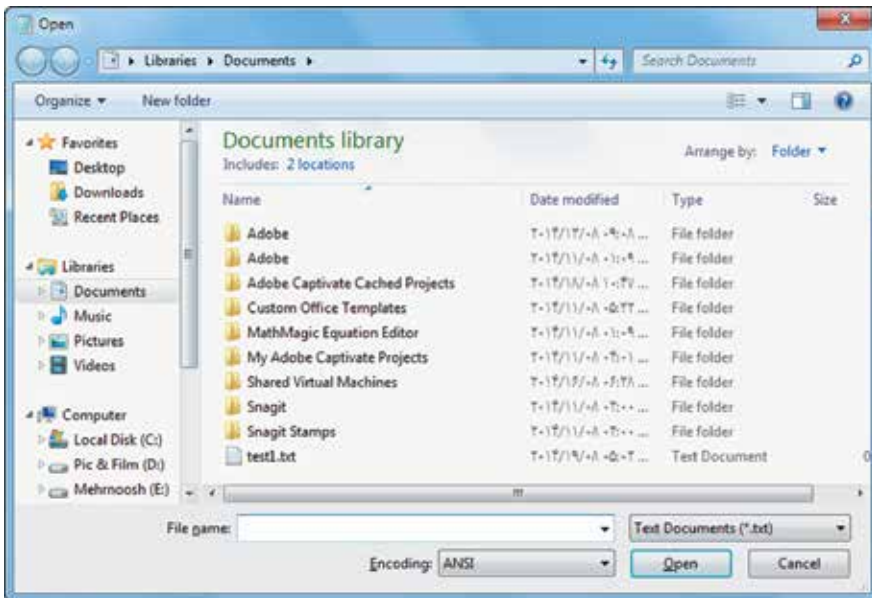 Open
Libraries ▸ Documents ▸ Search Documents
Organize New folder
Favorites
Desktop
Downloads
Recent Places
Libraries
Documents
Music
Pictures
Videos
Computer
Local Disk (C:)
Pic & Film (D:)
Mehrnoosh (E:)
Documents library
Includes: 2 locations
Arrange by: Folder
Name Date modified Type Size
Adobe File folder
Adobe File folder
Adobe Captivate Cached Projects File folder
Custom Office Templates File folder
MathMagic Equation Editor File folder
My Adobe Captivate Projects File folder
Shared Virtual Machines File folder
Snagit File folder
Snagit Stamps File folder
test1.txt Text Document 0
File name: Text Documents (*.txt)
Encoding: ANSI Open Cancel